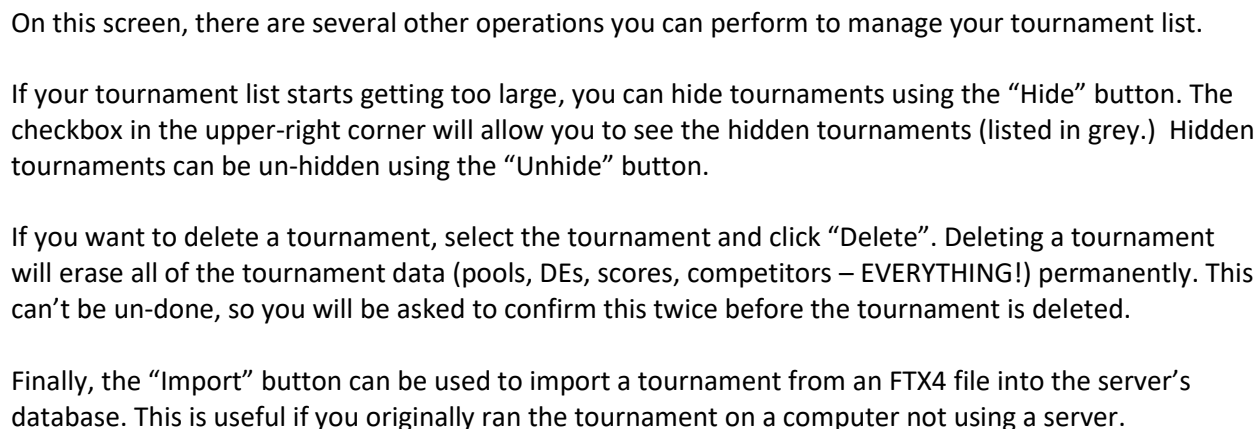 On this screen, there are several other operations you can perform to manage your tournament list.
If your tournament list starts getting too large, you can hide tournaments using the “Hide” button. The
checkbox in the upper-right corner will allow you to see the hidden tournaments (listed in grey.)  Hidden
tournaments can be un-hidden using the “Unhide” button.
If you want to delete a tournament, select the tournament and click “Delete”. Deleting a tournament
will erase all of the tournament data (pools, DEs, scores, competitors – EVERYTHING!) permanently. This
can’t be un-done, so you will be asked to confirm this twice before the tournament is deleted.
Finally, the “Import” button can be used to import a tournament from an FTX4 file into the server’s
database. This is useful if you originally ran the tournament on a computer not using a server.